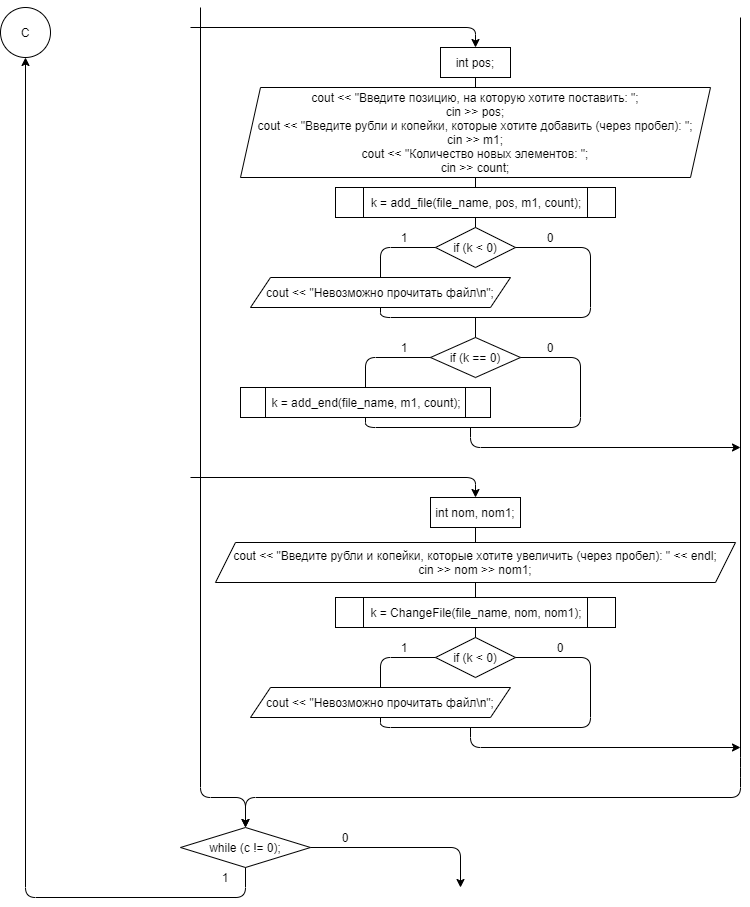 C
int pos;
cout << "Введите позицию, на которую хотите поставить: ";
cin >> pos;
cout << "Введите рубли и копейки, которые хотите добавить (через пробел): ";
cin >> m1;
cout << "Количество новых элементов: ";
cin >> count;
k = add_file(file_name, pos, m1, count);
1
if (k < 0)
0
cout << "Невозможно прочитать файл\n";
1
if (k == 0)
0
k = add_end(file_name, m1, count);
int nom, nom1;
cout << "Введите рубли и копейки, которые хотите увеличить (через пробел): " << endl;
cin >> nom >> nom1;
k = ChangeFile(file_name, nom, nom1);
1
if (k < 0)
0
cout << "Невозможно прочитать файл\n";
while (c != 0);
0
1